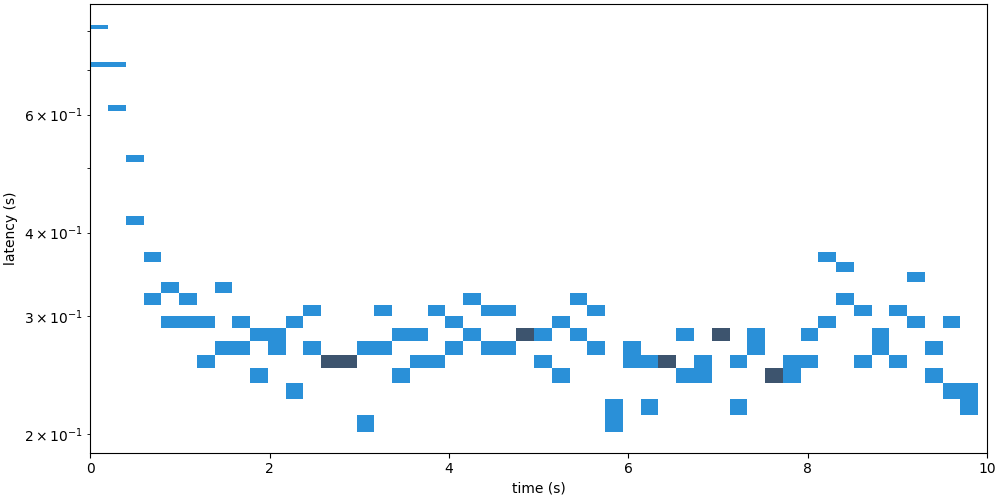 6 × 10⁻¹
4 × 10⁻¹
3 × 10⁻¹
2 × 10⁻¹
latency (s)
0 2 4 6 8 10
time (s)